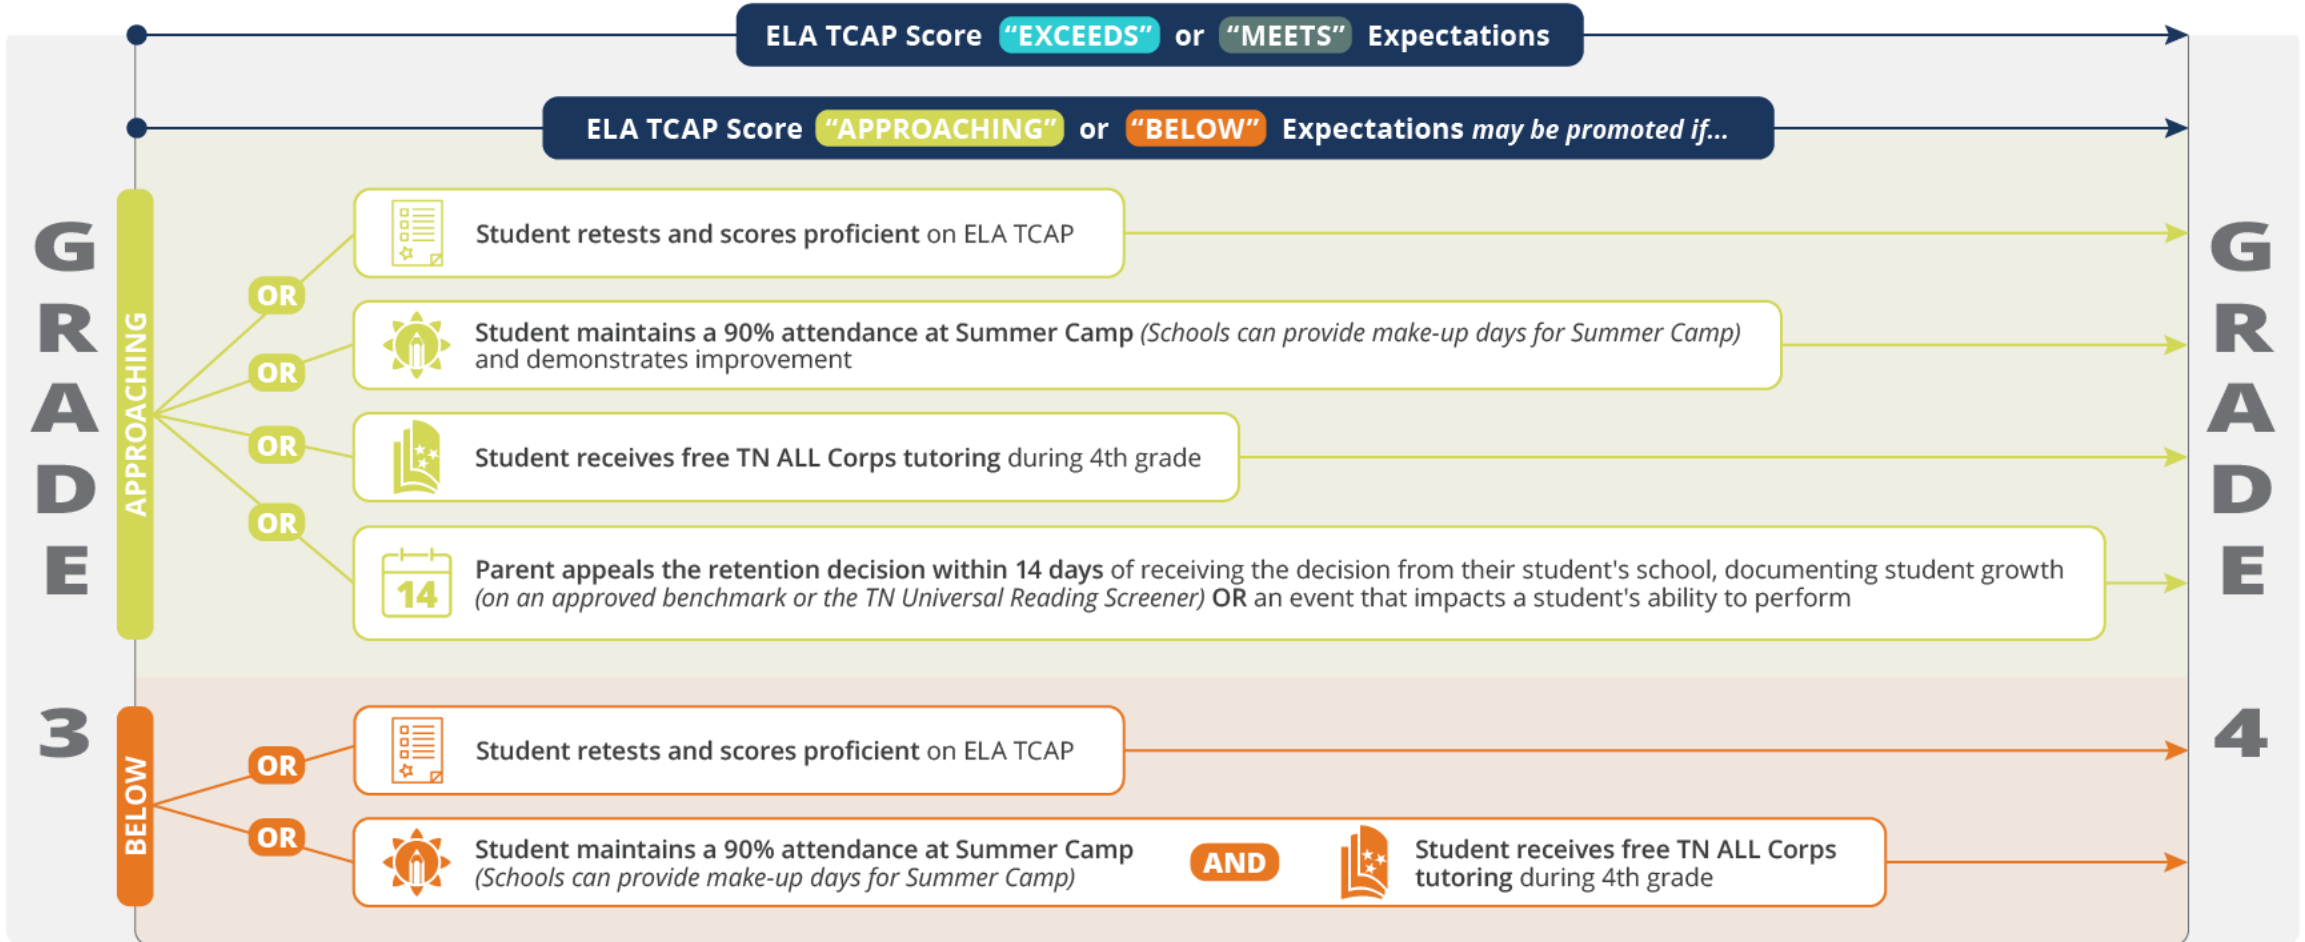 ELA TCAP Score “EXCEEDS” or “MEETS” Expectations
ELA TCAP Score “APPROACHING” or “BELOW” Expectations may be promoted if...
GRADE 3
APPROACHING
OR
Student retests and scores proficient on ELA TCAP
OR
Student maintains a 90% attendance at Summer Camp (Schools can provide make-up days for Summer Camp)
and demonstrates improvement
OR
Student receives free TN ALL Corps tutoring during 4th grade
OR
14
Parent appeals the retention decision within 14 days of receiving the decision from their student's school, documenting student growth
(on an approved benchmark or the TN Universal Reading Screener) OR an event that impacts a student's ability to perform
BELOW
OR
Student retests and scores proficient on ELA TCAP
OR
Student maintains a 90% attendance at Summer Camp
(Schools can provide make-up days for Summer Camp)
AND
Student receives free TN ALL Corps
tutoring during 4th grade
GRADE 4